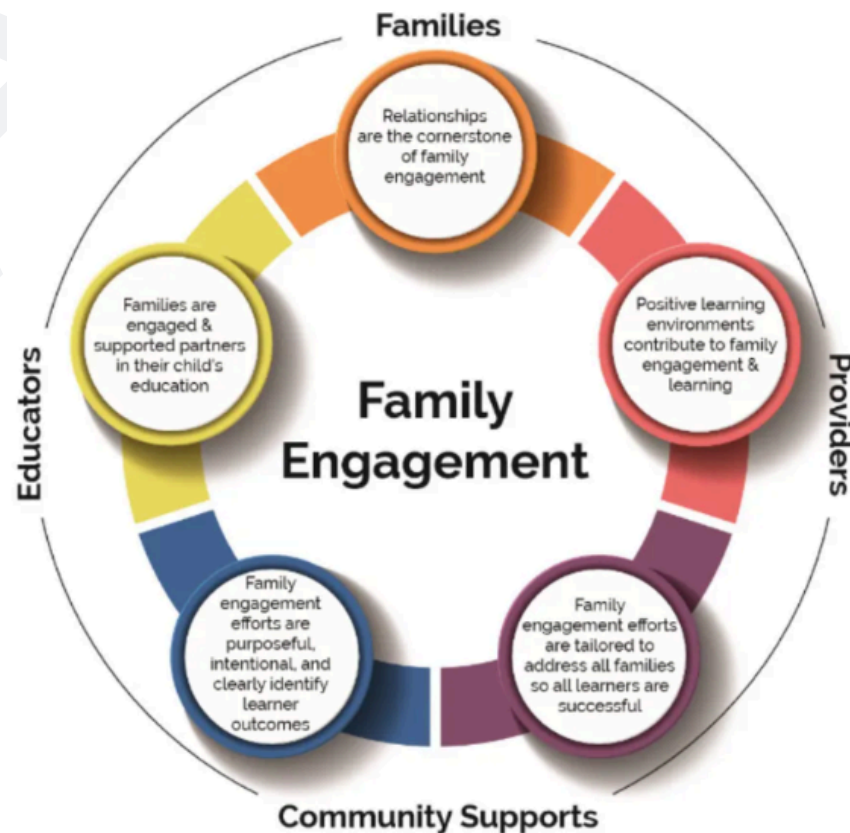 Families
Relationships
are the cornerstone
of family
engagement
Families are
engaged &
supported partners
in their child's
education
Positive learning
environments
contribute to family
engagement &
learning
Educators
Family
Engagement
Providers
Family
engagement
efforts are
purposeful,
intentional, and
clearly identify
learner
outcomes
Family
engagement efforts
are tailored to
address all families
so all learners are
successful
Community Supports